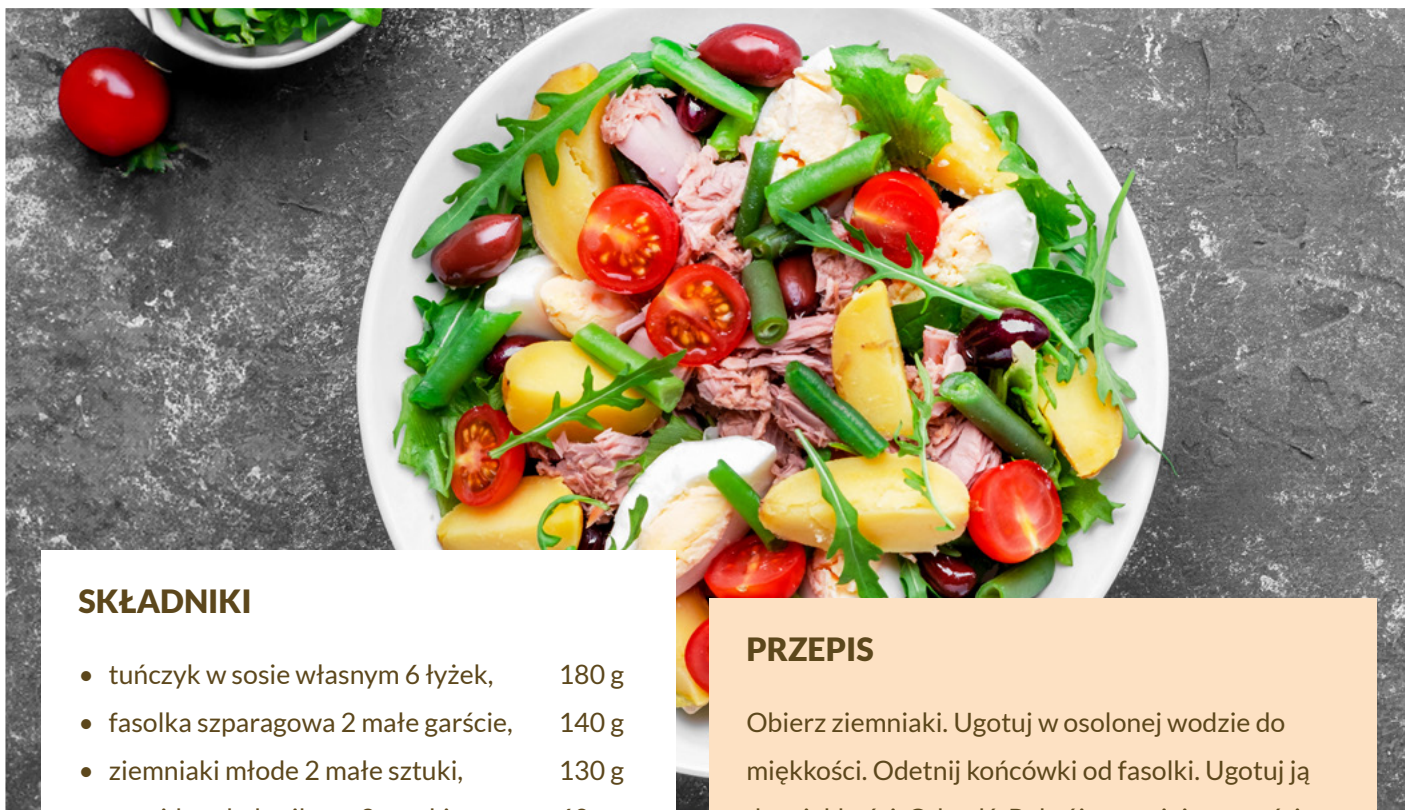 SKŁADNIKI
• tuńczyk w sosie własnym 6 łyżek, 180 g
• fasolka szparagowa 2 małe garście, 140 g
• ziemniaki młode 2 małe sztuki, 130 g
PRZEPIS
Obierz ziemniaki. Ugotuj w osolonej wodzie do
miękkości. Odetnij końcówki od fasolki. Ugotuj ją